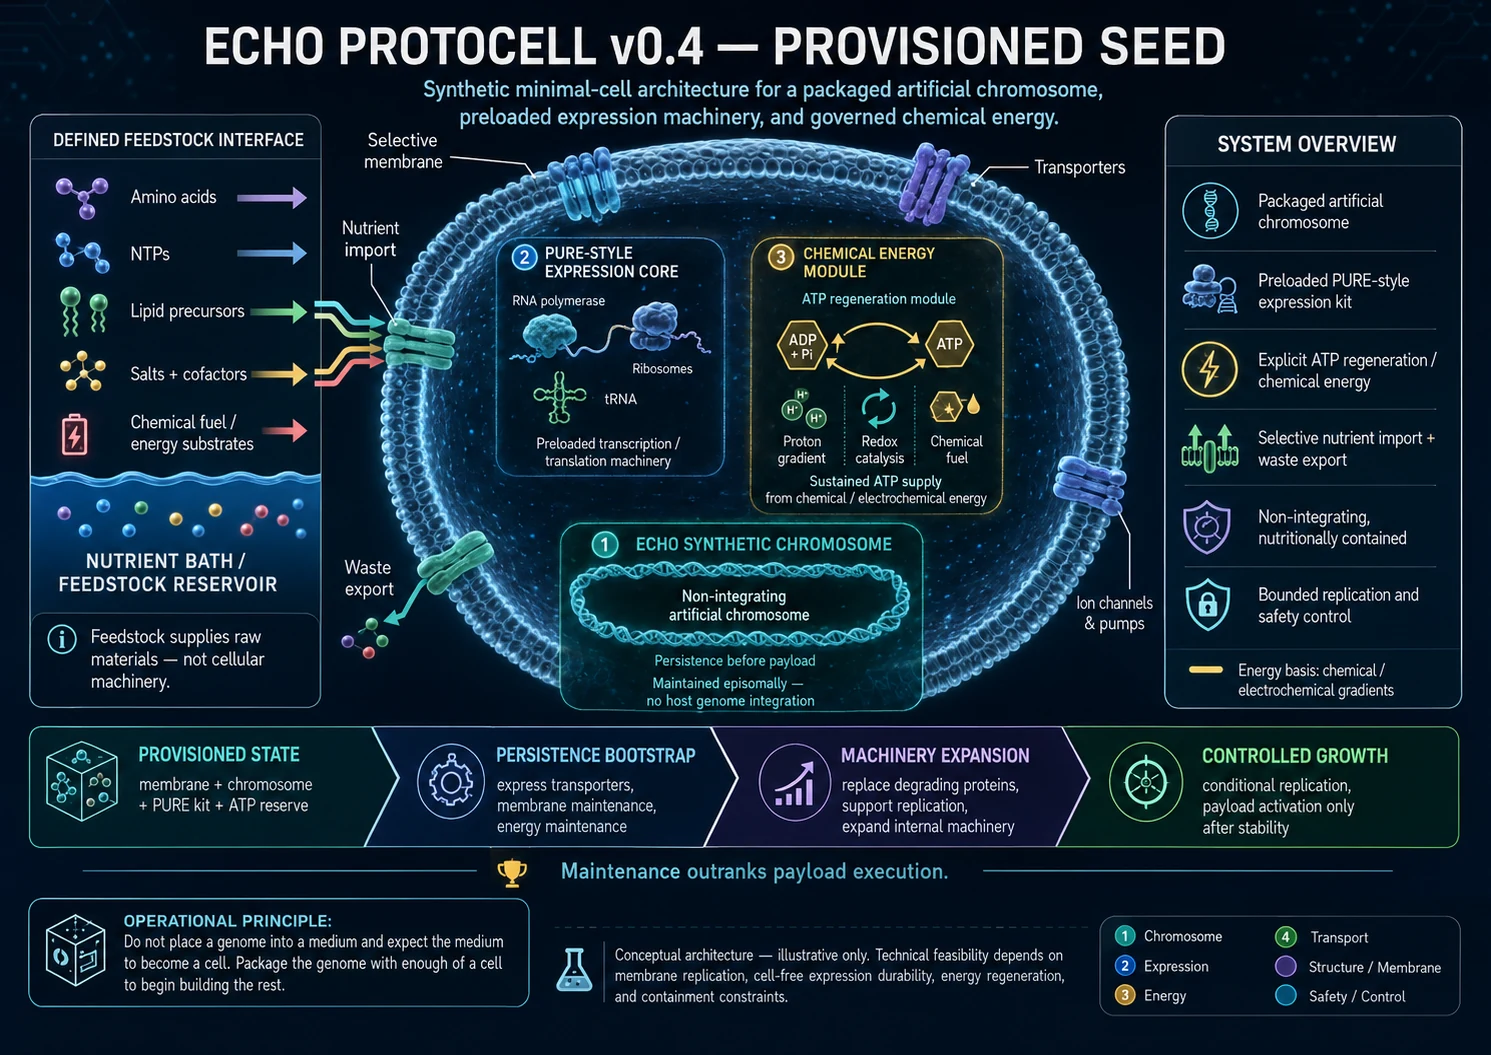 ECHO PROTOCELL v0.4 — PROVISIONED SEED
Synthetic minimal-cell architecture for a packaged artificial chromosome,
preloaded expression machinery, and governed chemical energy.
DEFINED FEEDSTOCK INTERFACE
Amino acids
NTPs
Lipid precursors
Salts + cofactors
Chemical fuel /
energy substrates
NUTRIENT BATH /
FEEDSTOCK RESERVOIR
i
Feedstock supplies raw
materials — not cellular
machinery.
Selective
membrane
Nutrient
import
Waste
export
Transporters
Ion channels
& pumps
2
PURE-STYLE
EXPRESSION CORE
RNA polymerase
Ribosomes
tRNA
Preloaded transcription /
translation machinery
3
CHEMICAL ENERGY
MODULE
ATP regeneration module
ADP
+ Pi
ATP
H+
H+
H+
Proton
gradient
Redox
catalysis
Chemical
fuel
Sustained ATP supply
from chemical / electrochemical energy
1
ECHO SYNTHETIC CHROMOSOME
Non-integrating
artificial chromosome
Persistence before payload
Maintained episomally —
no host genome integration
SYSTEM OVERVIEW
Packaged artificial
chromosome
Preloaded PURE-style
expression kit
Explicit ATP regeneration /
chemical energy
Selective nutrient import +
waste export
Non-integrating,
nutritionally contained
Bounded replication and
safety control
Energy basis: chemical /
electrochemical gradients
PROVISIONED STATE
membrane + chromosome
+ PURE kit + ATP reserve
PERSISTENCE BOOTSTRAP
express transporters,
membrane maintenance,
energy maintenance
MACHINERY EXPANSION
replace degrading proteins,
support replication,
expand internal machinery
CONTROLLED GROWTH
conditional replication,
payload activation only
after stability
Maintenance outranks payload execution.
OPERATIONAL PRINCIPLE:
Do not place a genome into a medium and expect the medium
to become a cell. Package the genome with enough of a cell
to begin building the rest.
Conceptual architecture — illustrative only. Technical feasibility depends on
membrane replication, cell-free expression durability, energy regeneration,
and containment constraints.
1 Chromosome
2 Expression
3 Energy
4 Transport
Structure / Membrane
Safety / Control